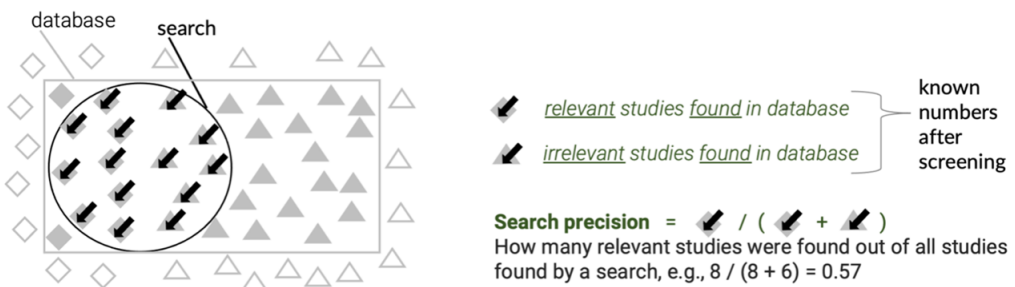 database
search
relevant studies found in database
irrelevant studies found in database
known
numbers
after
screening
Search precision = / ( + )
How many relevant studies were found out of all studies
found by a search, e.g., 8 / (8 + 6) = 0.57